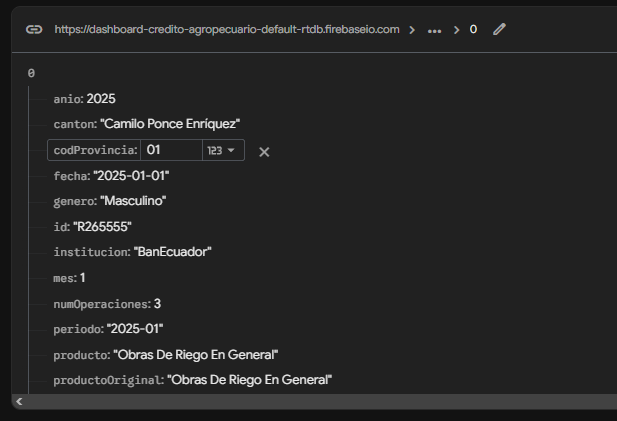 https://dashboard-credito-agropecuario-default-rtdb.firebaseio.com > ... > 0
0
anio: 2025
canton: "Camilo Ponce Enríquez"
codProvincia: 01 123
fecha: "2025-01-01"
genero: "Masculino"
id: "R265555"
institucion: "BanEcuador"
mes: 1
numOperaciones: 3
periodo: "2025-01"
producto: "Obras De Riego En General"
productoOriginal: "Obras De Riego En General"